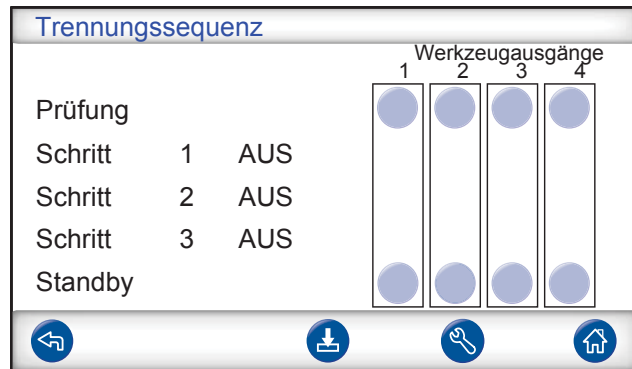 Trennungssequenz
Werkzeugausgänge
1 2 3 4
Prüfung
Schritt 1 AUS
Schritt 2 AUS
Schritt 3 AUS
Standby